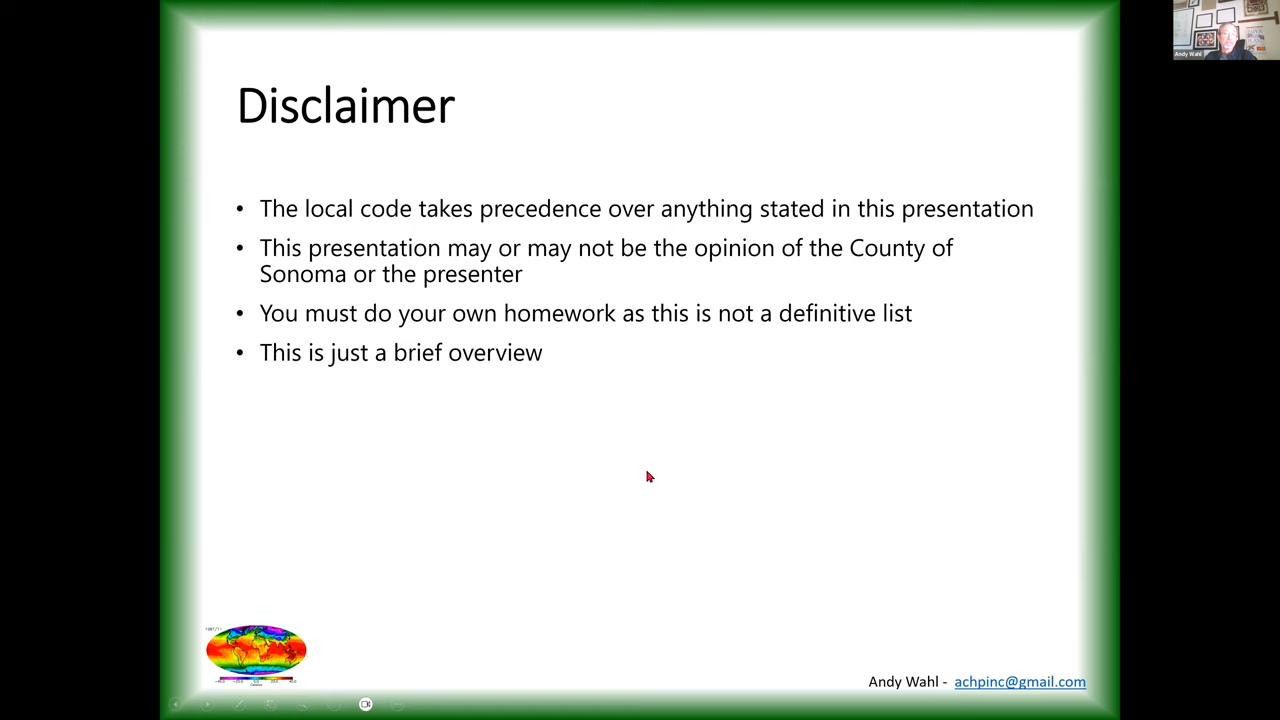 Andy Wahl
Disclaimer
• The local code takes precedence over anything stated in this presentation
• This presentation may or may not be the opinion of the County of
Sonoma or the presenter
• You must do your own homework as this is not a definitive list
• This is just a brief overview
Andy Wahl - achpinc@gmail.com